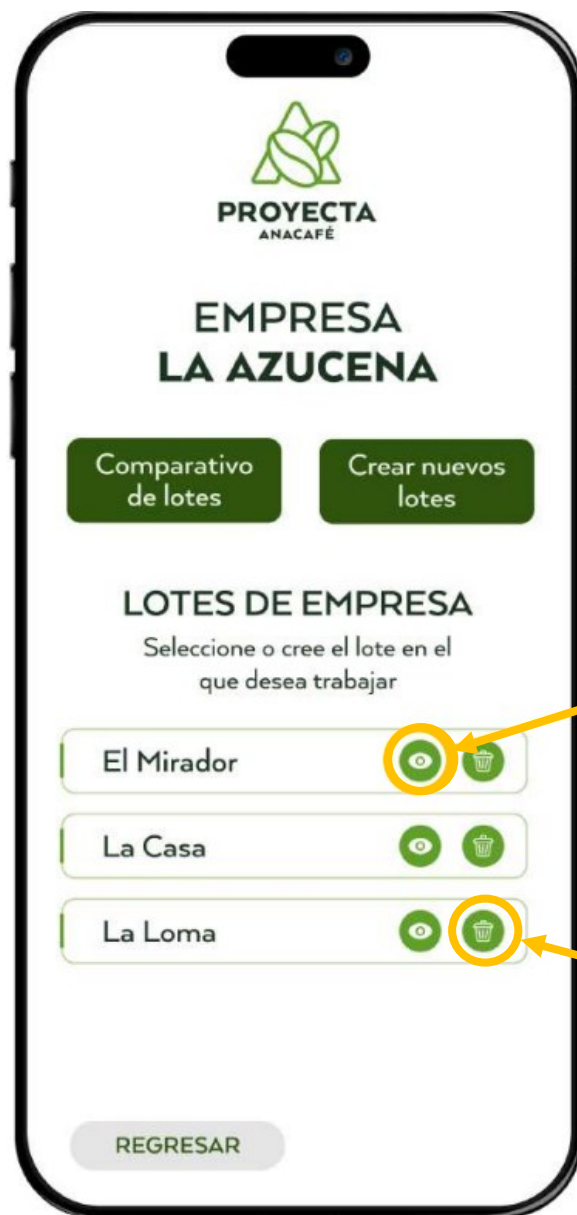 PROYECTA
ANACAFÉ
EMPRESA
LA AZUCENA
Comparativo
de lotes
Crear nuevos
lotes
LOTES DE EMPRESA
Seleccione o cree el lote en el
que desea trabajar
El Mirador
La Casa
La Loma
REGRESAR